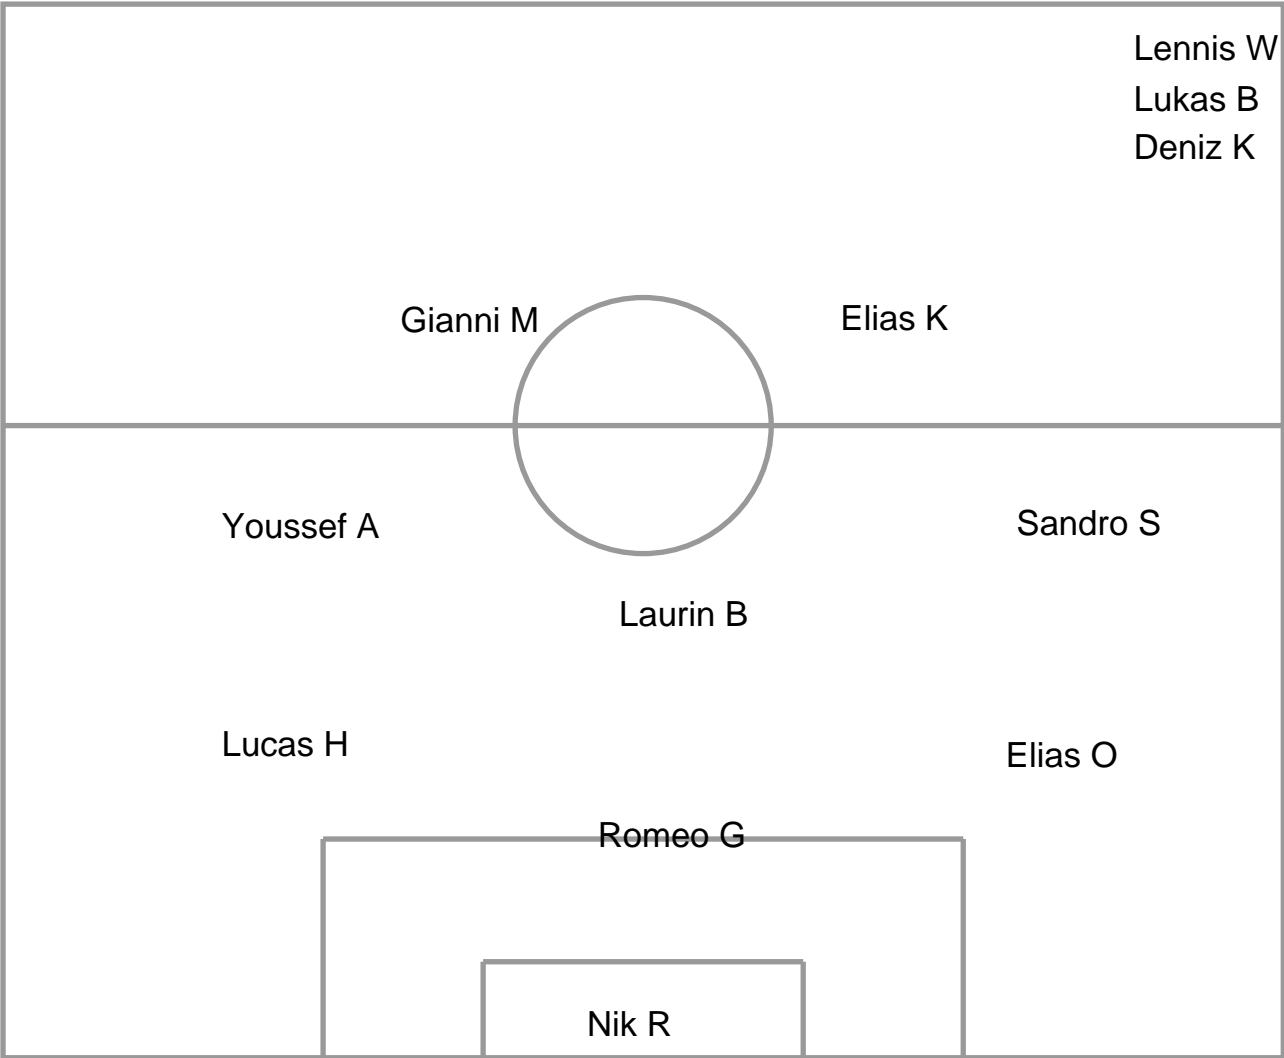 Lennis W
Lukas B
Deniz K
Gianni M
Elias K
Youssef A
Sandro S
Laurin B
Lucas H
Elias O
Romeo G
Nik R